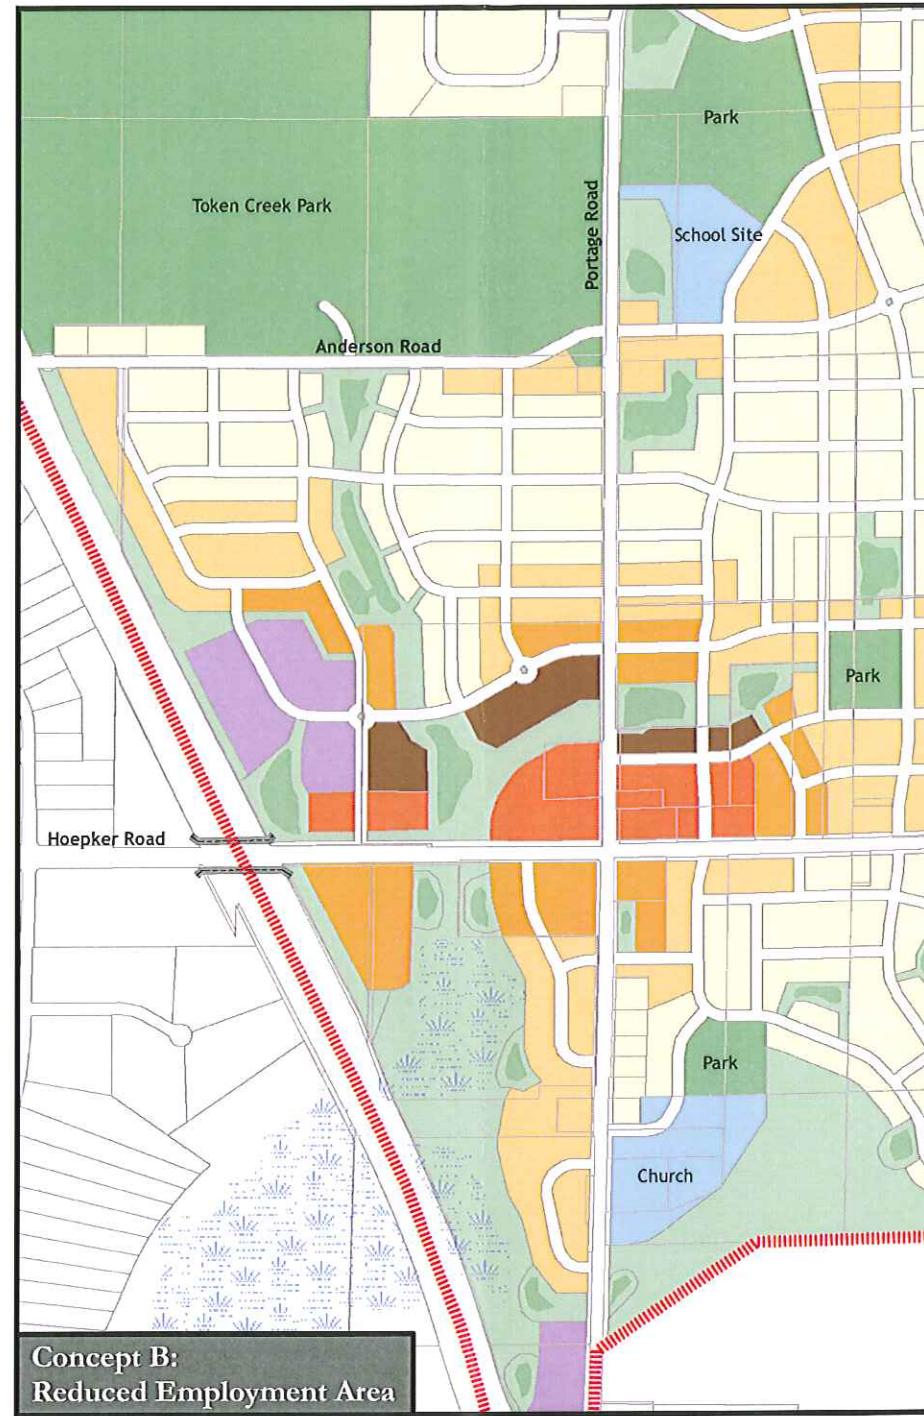 Park
Token Creek Park
Portage Road
School Site
Anderson Road
Park
Hoepker Road
Park
Church
Concept B:
Reduced Employment Area